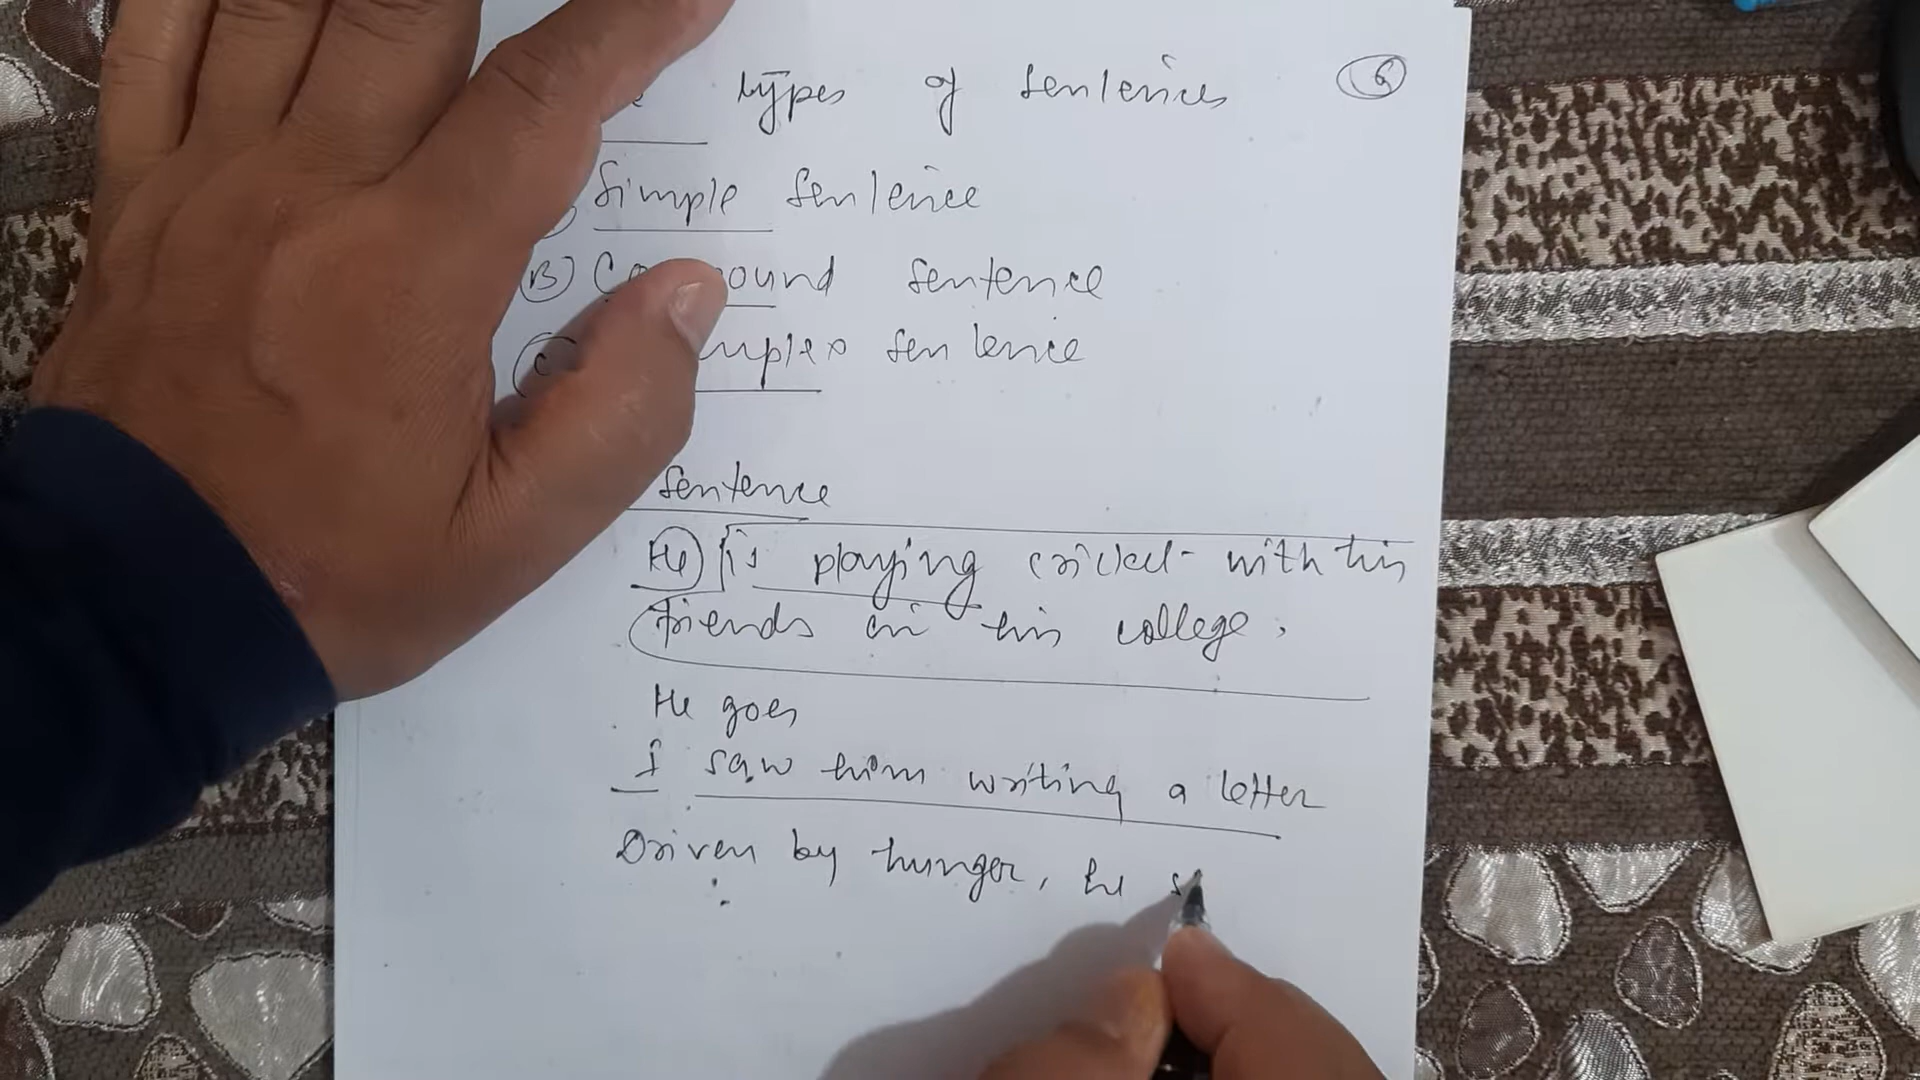 types of sentences 6
Simple Sentence
B) Compound sentence
C) Complex sentence
Sentence
He is playing cricket with his
friends in his college.
He goes
I saw him writing a letter
Driven by hunger, he s